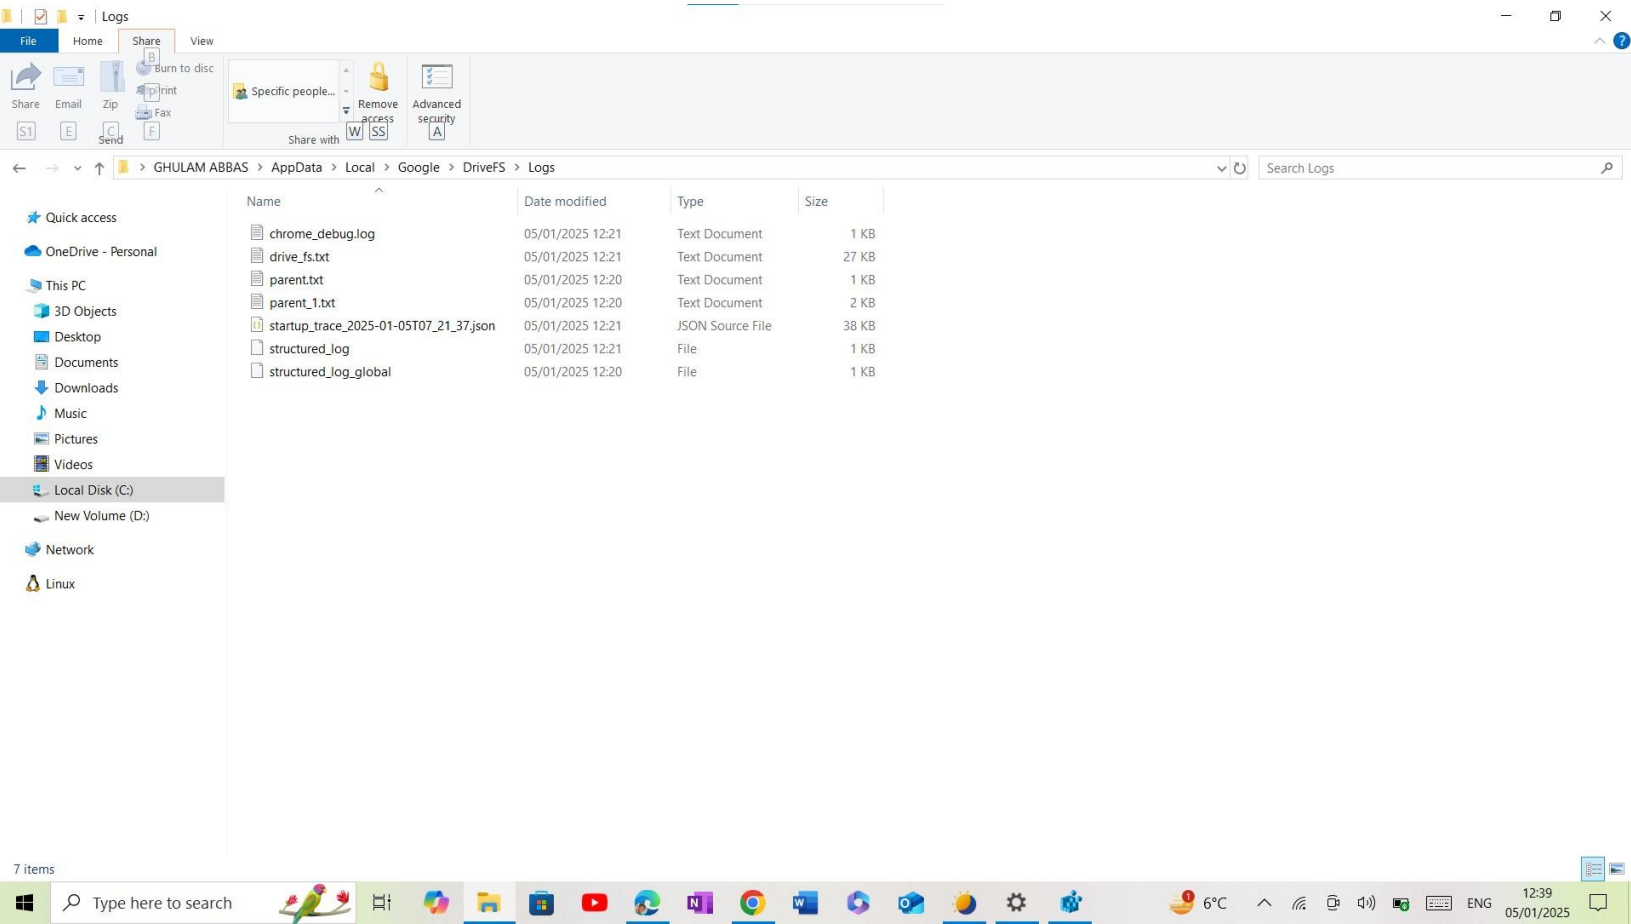 Logs
File Home Share View
B
Burn to disc
Print
P
Fax
Share Email Zip
S1 E C F
Send
Specific people...
Share with
W SS
Remove access
Advanced security
A
GHULAM ABBAS > AppData > Local > Google > DriveFS > Logs
Search Logs
Name Date modified Type Size
chrome_debug.log 05/01/2025 12:21 Text Document 1 KB
drive_fs.txt 05/01/2025 12:21 Text Document 27 KB
parent.txt 05/01/2025 12:20 Text Document 1 KB
parent_1.txt 05/01/2025 12:20 Text Document 2 KB
startup_trace_2025-01-05T07_21_37.json 05/01/2025 12:21 JSON Source File 38 KB
structured_log 05/01/2025 12:21 File 1 KB
structured_log_global 05/01/2025 12:20 File 1 KB
Quick access
OneDrive - Personal
This PC
3D Objects
Desktop
Documents
Downloads
Music
Pictures
Videos
Local Disk (C:)
New Volume (D:)
Network
Linux
7 items
Type here to search
1 6°C
ENG
12:39
05/01/2025